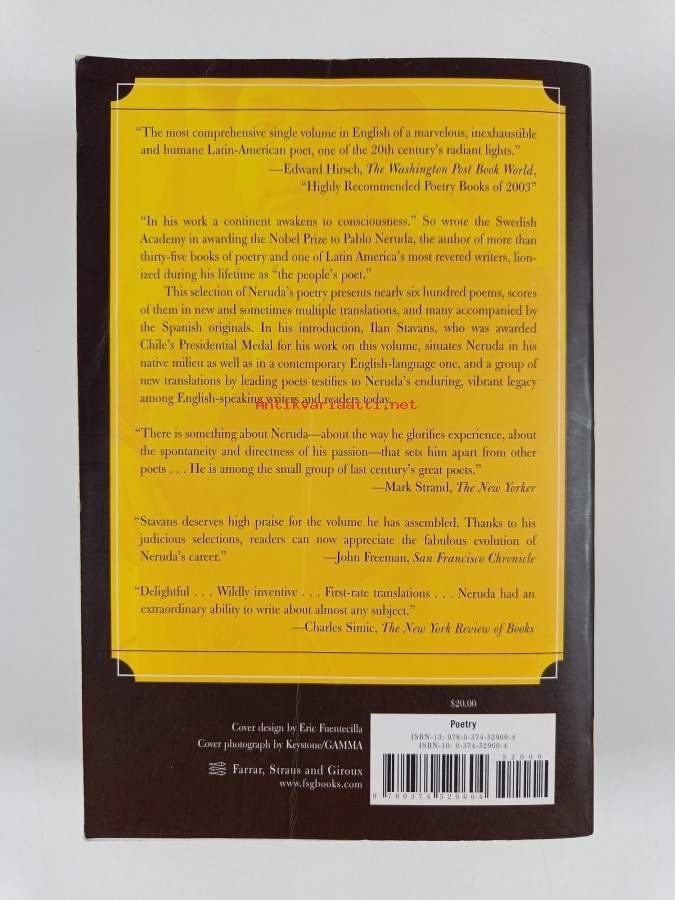 “The most comprehensive single volume in English of a marvelous, inexhaustible
and humane Latin-American poet, one of the 20th century’s radiant lights.”
—Edward Hirsch, The Washington Post Book World,
“Highly Recommended Poetry Books of 2003”
“In his work a continent awakens to consciousness.” So wrote the Swedish
Academy in awarding the Nobel Prize to Pablo Neruda, the author of more than
thirty-five books of poetry and one of Latin America’s most revered writers, lion-
ized during his lifetime as “the people’s poet.”
This selection of Neruda’s poetry presents nearly six hundred poems, scores
of them in new and sometimes multiple translations, and many accompanied by
the Spanish originals. In his introduction, Ilan Stavans, who was awarded
Chile’s Presidential Medal for his work on this volume, situates Neruda in his
native milieu as well as in a contemporary English-language one, and a group of
new translations by leading poets testifies to Neruda’s enduring, vibrant legacy
among English-speaking writers and readers today.
antikvariaatti.net
“There is something about Neruda—about the way he glorifies experience, about
the spontaneity and directness of his passion—that sets him apart from other
poets . . . He is among the small group of last century’s great poets.”
—Mark Strand, The New Yorker
“Stavans deserves high praise for the volume he has assembled. Thanks to his
judicious selections, readers can now appreciate the fabulous evolution of
Neruda’s career.” —John Freeman, San Francisco Chronicle
“Delightful . . . Wildly inventive . . . First-rate translations . . . Neruda had an
extraordinary ability to write about almost any subject.”
—Charles Simic, The New York Review of Books
$20.00
Cover design by Eric Fuentecilla
Cover photograph by Keystone/GAMMA
Farrar, Straus and Giroux
www.fsgbooks.com
Poetry
ISBN-13: 978-0-374-52960-4
ISBN-10: 0-374-52960-4
52000
9 780374 529604